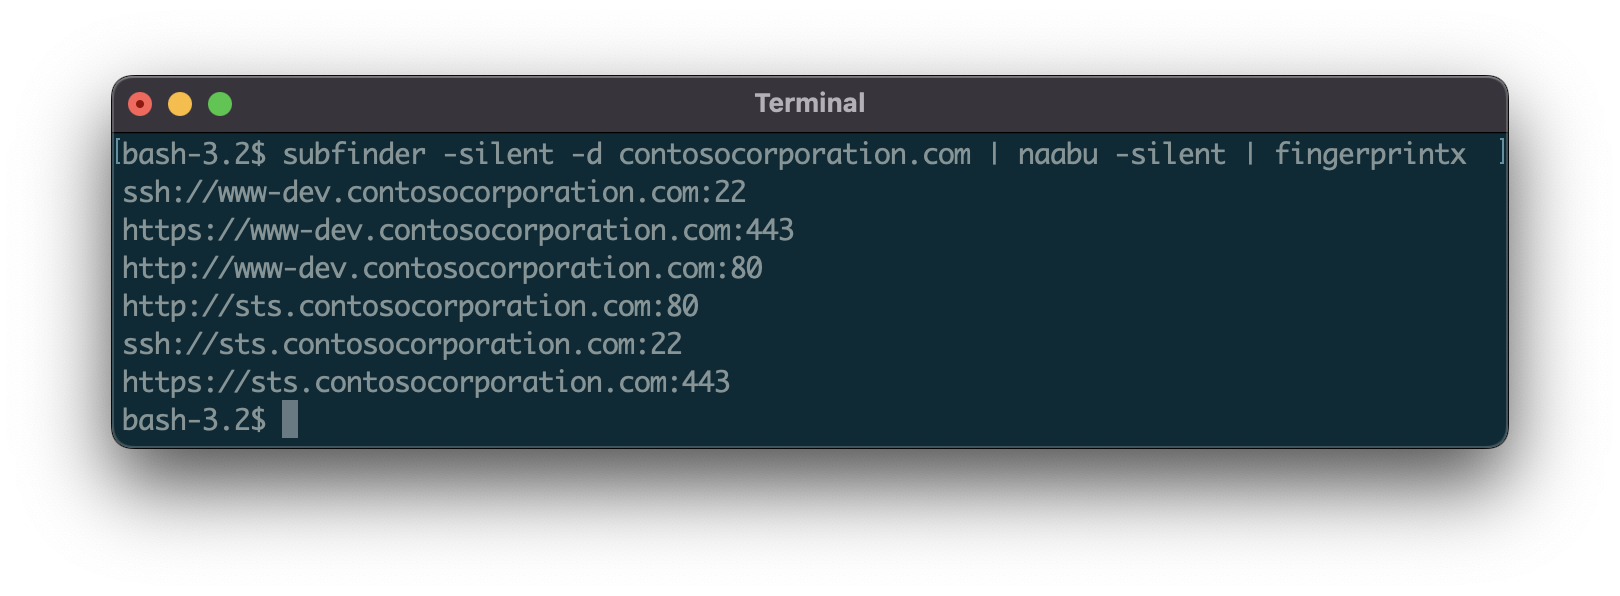 Terminal
[bash-3.2$ subfinder -silent -d contosocorporation.com | naabu -silent | fingerprintx ]
ssh://www-dev.contosocorporation.com:22
https://www-dev.contosocorporation.com:443
http://www-dev.contosocorporation.com:80
http://sts.contosocorporation.com:80
ssh://sts.contosocorporation.com:22
https://sts.contosocorporation.com:443
bash-3.2$